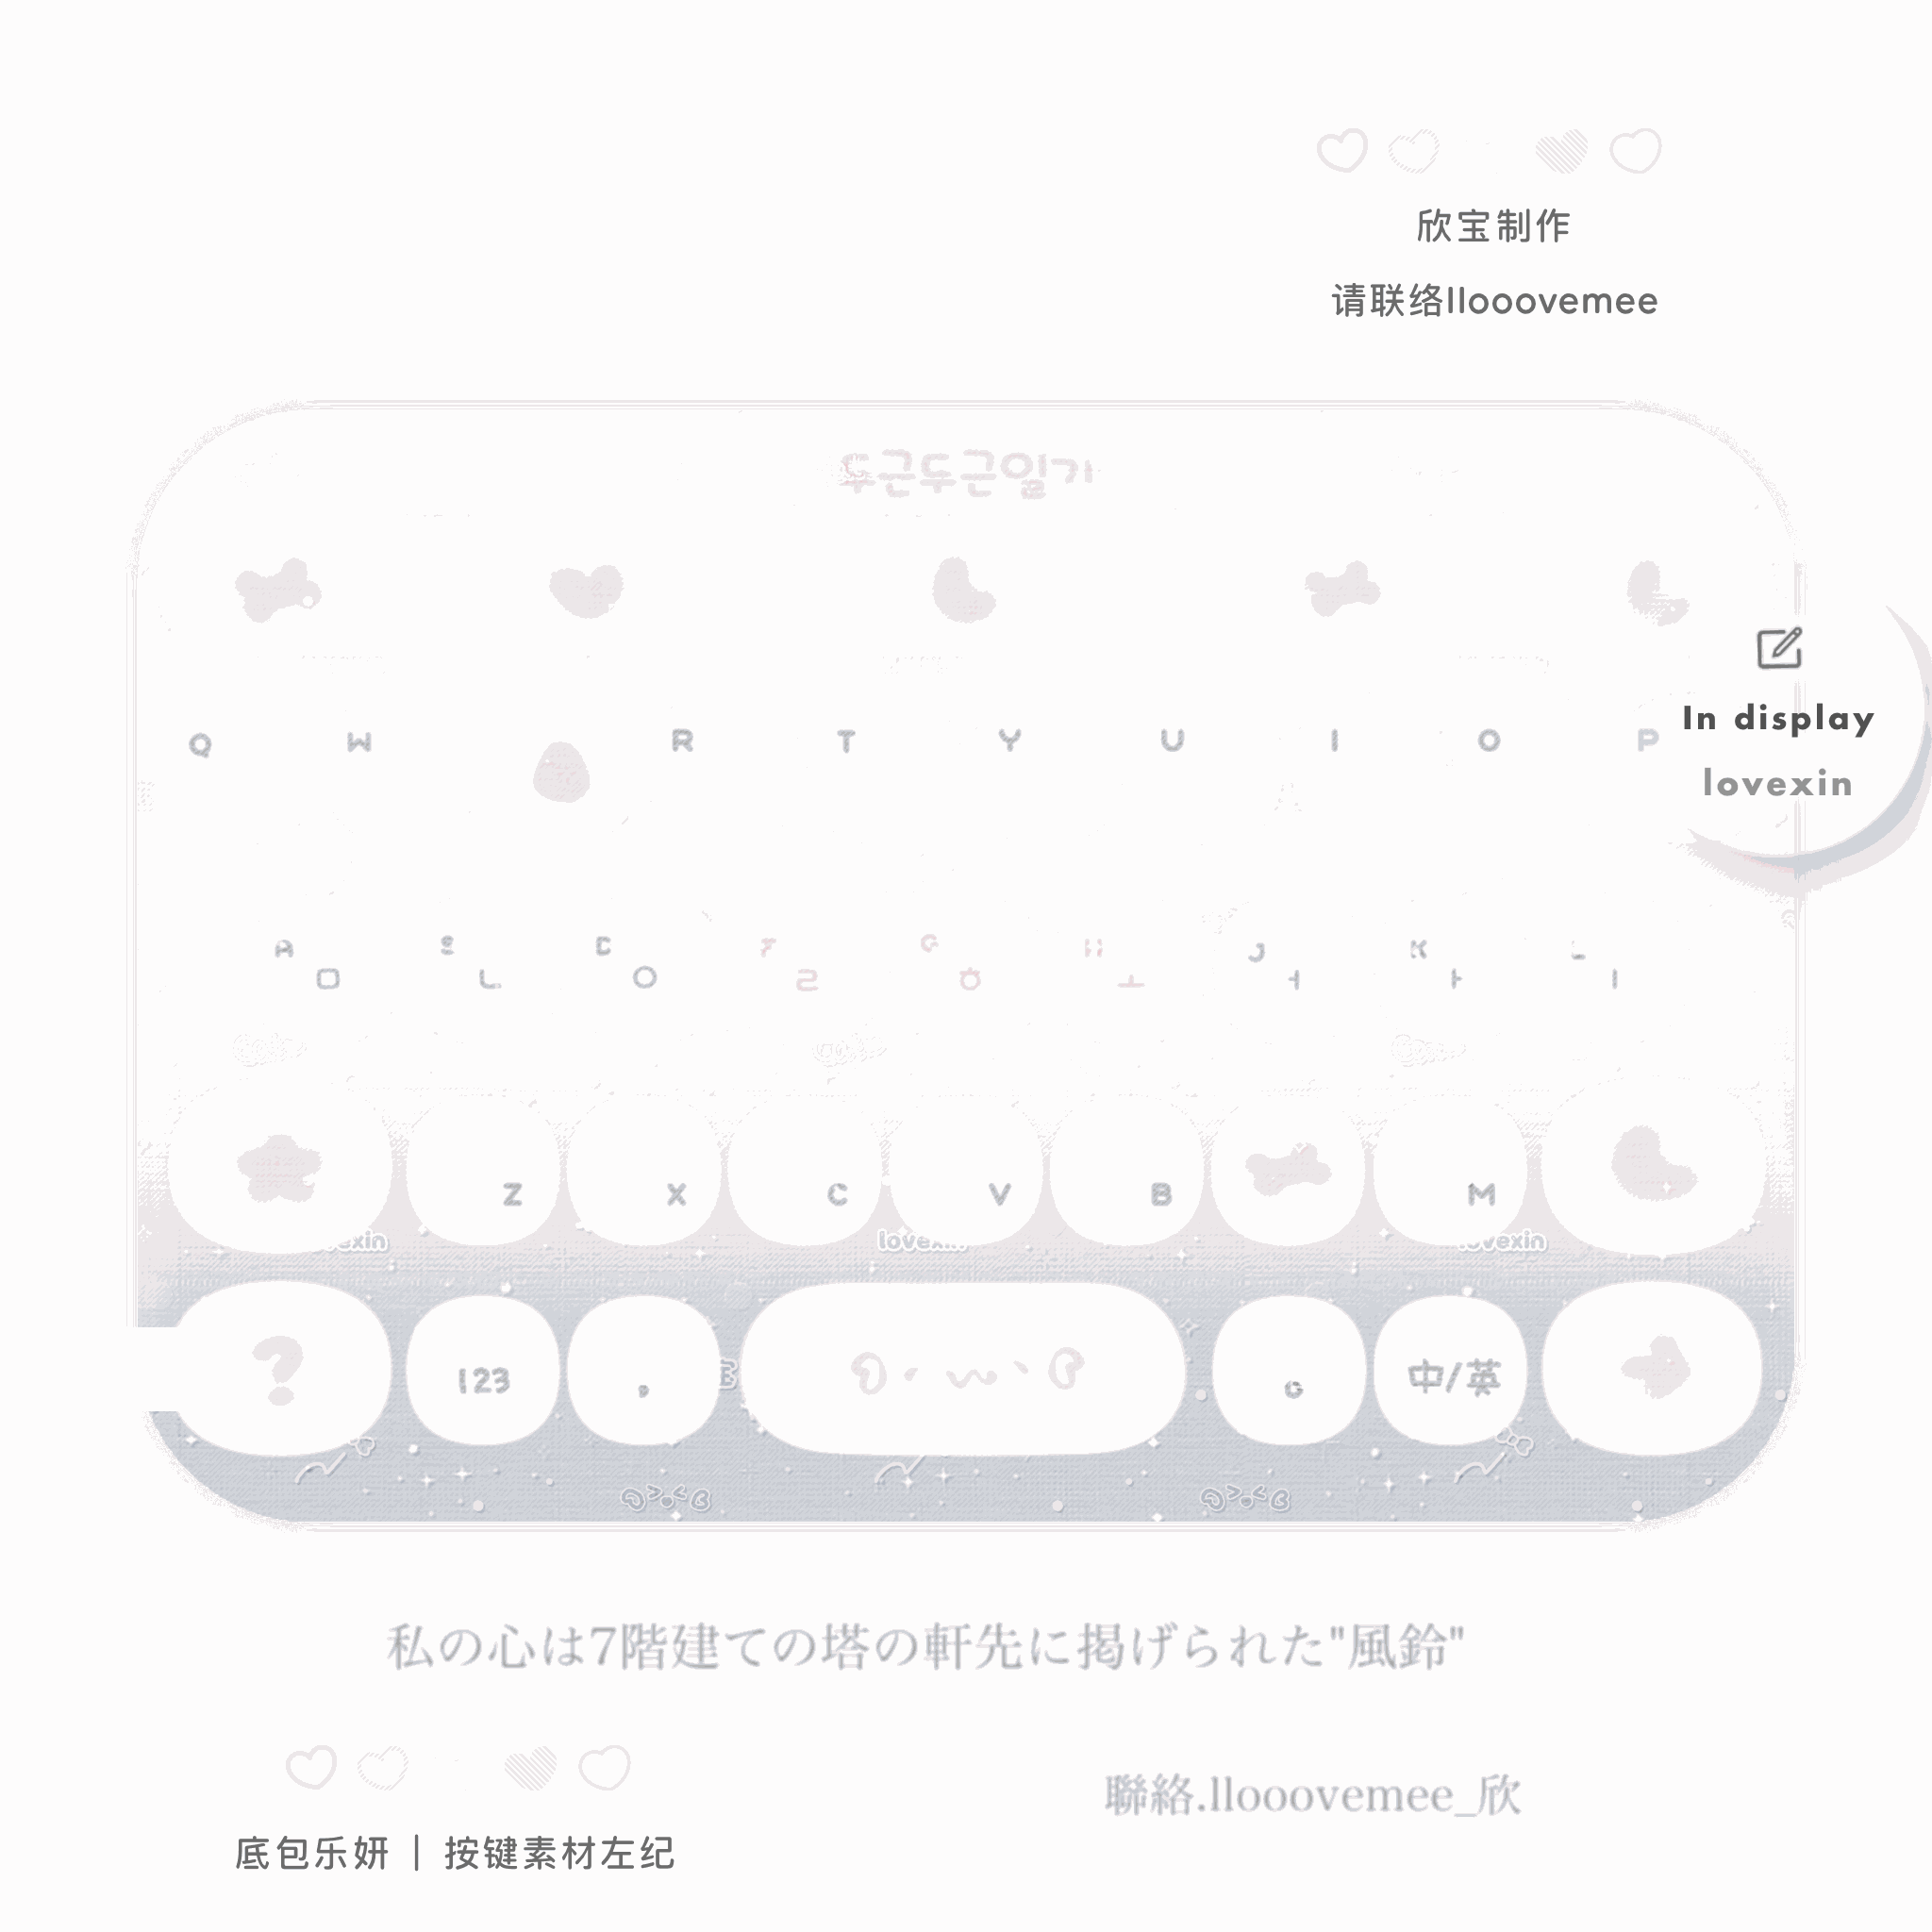 欣宝制作
请联络llooovemee
두근두근일기
In display
lovexin
Q W R T Y U I O P
A S D F G H J K L
ㅁ ㄴ ㅇ ㄹ ㅎ ㅗ ㅓ ㅏ ㅣ
Z X C V B M
lovexin
? 123 , 。 中/英
私の心は7階建ての塔の軒先に掲げられた"風鈴"
聯絡.llooovemee_欣
底包乐妍 | 按键素材左纪